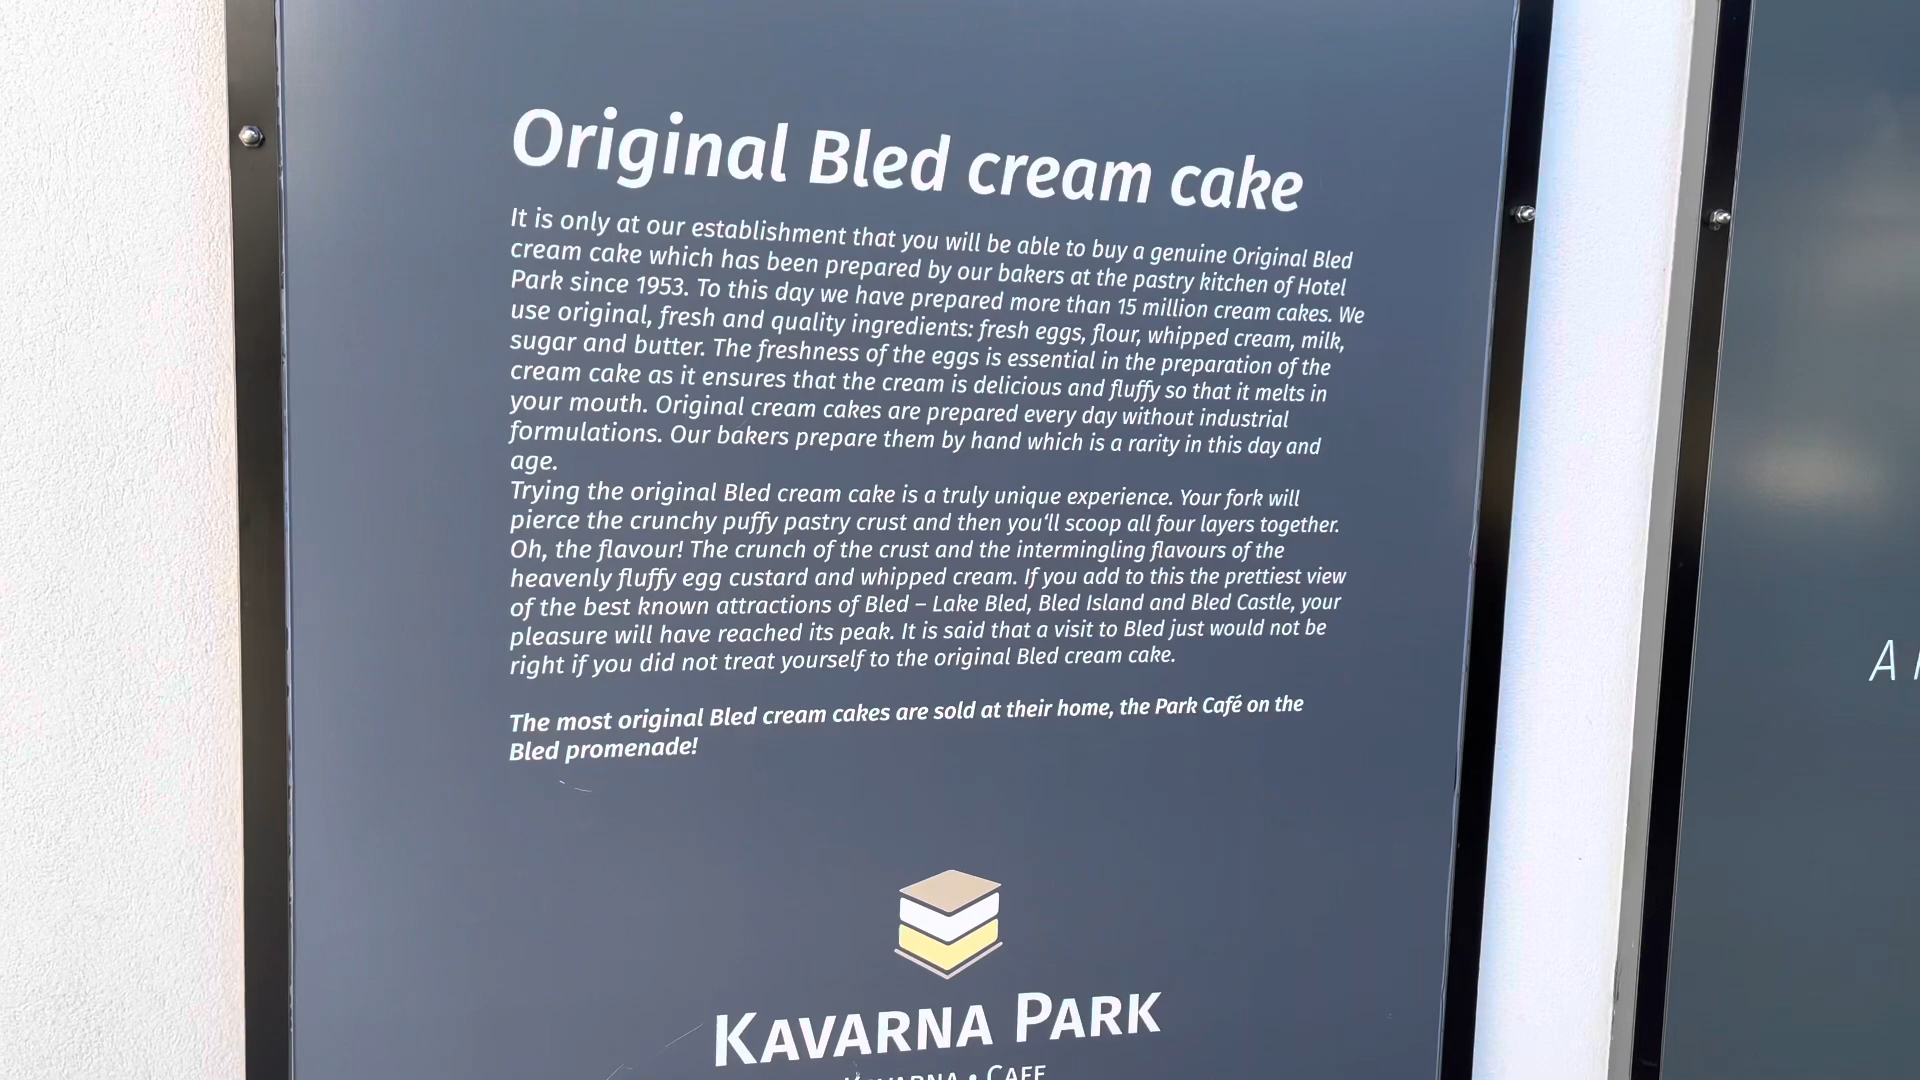 Original Bled cream cake
It is only at our establishment that you will be able to buy a genuine Original Bled
cream cake which has been prepared by our bakers at the pastry kitchen of Hotel
Park since 1953. To this day we have prepared more than 15 million cream cakes. We
use original, fresh and quality ingredients: fresh eggs, flour, whipped cream, milk,
sugar and butter. The freshness of the eggs is essential in the preparation of the
cream cake as it ensures that the cream is delicious and fluffy so that it melts in
your mouth. Original cream cakes are prepared every day without industrial
formulations. Our bakers prepare them by hand which is a rarity in this day and
age.
Trying the original Bled cream cake is a truly unique experience. Your fork will
pierce the crunchy puffy pastry crust and then you‘ll scoop all four layers together.
Oh, the flavour! The crunch of the crust and the intermingling flavours of the
heavenly fluffy egg custard and whipped cream. If you add to this the prettiest view
of the best known attractions of Bled – Lake Bled, Bled Island and Bled Castle, your
pleasure will have reached its peak. It is said that a visit to Bled just would not be
right if you did not treat yourself to the original Bled cream cake.
The most original Bled cream cakes are sold at their home, the Park Café on the
Bled promenade!
KAVARNA PARK
KAVARNA • CAFE
A